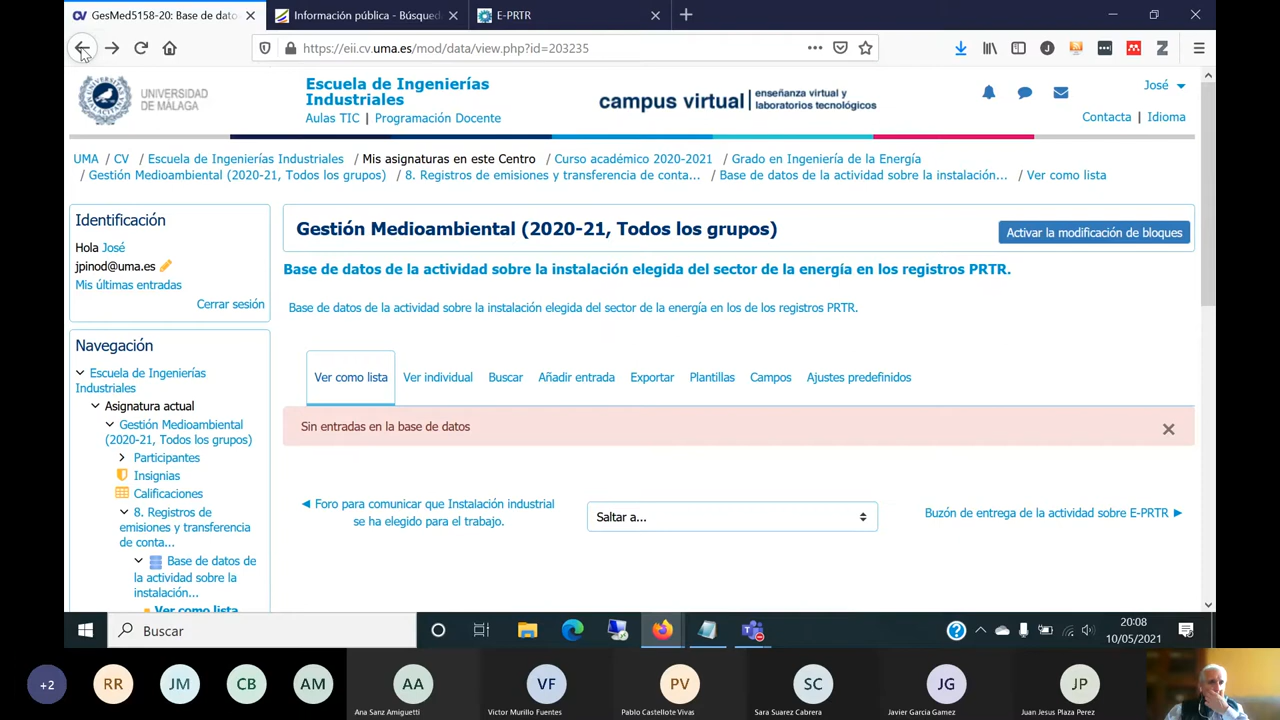 GesMed5158-20: Base de dato
Información pública - Búsqued
E-PRTR
https://eii.cv.uma.es/mod/data/view.php?id=203235
UNIVERSIDAD
DE MÁLAGA
Escuela de Ingenierías
Industriales
Aulas TIC | Programación Docente
campus virtual
enseñanza virtual y
laboratorios tecnológicos
José
Contacta | Idioma
UMA / CV / Escuela de Ingenierías Industriales / Mis asignaturas en este Centro / Curso académico 2020-2021 / Grado en Ingeniería de la Energía
/ Gestión Medioambiental (2020-21, Todos los grupos) / 8. Registros de emisiones y transferencia de conta... / Base de datos de la actividad sobre la instalación... / Ver como lista
Identificación
Hola José
jpinod@uma.es
Mis últimas entradas
Cerrar sesión
Gestión Medioambiental (2020-21, Todos los grupos)
Activar la modificación de bloques
Base de datos de la actividad sobre la instalación elegida del sector de la energía en los registros PRTR.
Base de datos de la actividad sobre la instalación elegida del sector de la energía en los de los registros PRTR.
Ver como lista
Ver individual
Buscar
Añadir entrada
Exportar
Plantillas
Campos
Ajustes predefinidos
Sin entradas en la base de datos
Navegación
Escuela de Ingenierías
Industriales
Asignatura actual
Gestión Medioambiental
(2020-21, Todos los grupos)
Participantes
Insignias
Calificaciones
8. Registros de
emisiones y transferencia
de conta...
Base de datos de
la actividad sobre la
instalación...
Ver como lista
◄ Foro para comunicar que Instalación industrial
se ha elegido para el trabajo.
Saltar a...
Buzón de entrega de la actividad sobre E-PRTR ►
Buscar
20:08
10/05/2021
+2
RR
JM
CB
AM
AA
VF
PV
SC
JG
JP
Ana Sanz Amiguetti
Victor Murillo Fuentes
Pablo Castellote Vivas
Sara Suarez Cabrera
Javier Garcia Gamez
Juan Jesus Plaza Perez